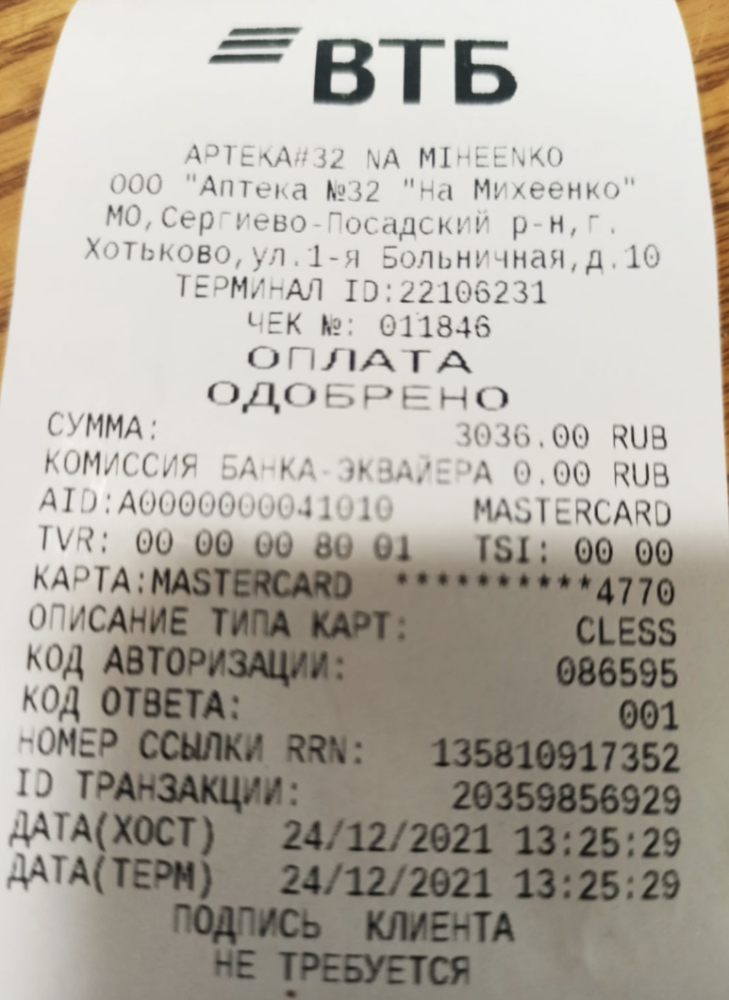 ВТБ
APTEKA#32 NA MIHEENKO
ООО "Аптека №32 "На Михеенко"
МО,Сергиево-Посадский р-н,г.
Хотьково,ул.1-я Больничная,д.10
ТЕРМИНАЛ ID:22106231
ЧЕК №: 011846
ОПЛАТА
ОДОБРЕНО
СУММА: 3036.00 RUB
КОМИССИЯ БАНКА-ЭКВАЙЕРА 0.00 RUB
AID:A0000000041010 MASTERCARD
TVR: 00 00 00 80 01 TSI: 00 00
КАРТА:MASTERCARD **********4770
ОПИСАНИЕ ТИПА КАРТ: CLESS
КОД АВТОРИЗАЦИИ: 086595
КОД ОТВЕТА: 001
НОМЕР ССЫЛКИ RRN: 135810917352
ID ТРАНЗАКЦИИ: 20359856929
ДАТА(ХОСТ) 24/12/2021 13:25:29
ДАТА(ТЕРМ) 24/12/2021 13:25:29
ПОДПИСЬ КЛИЕНТА
НЕ ТРЕБУЕТСЯ